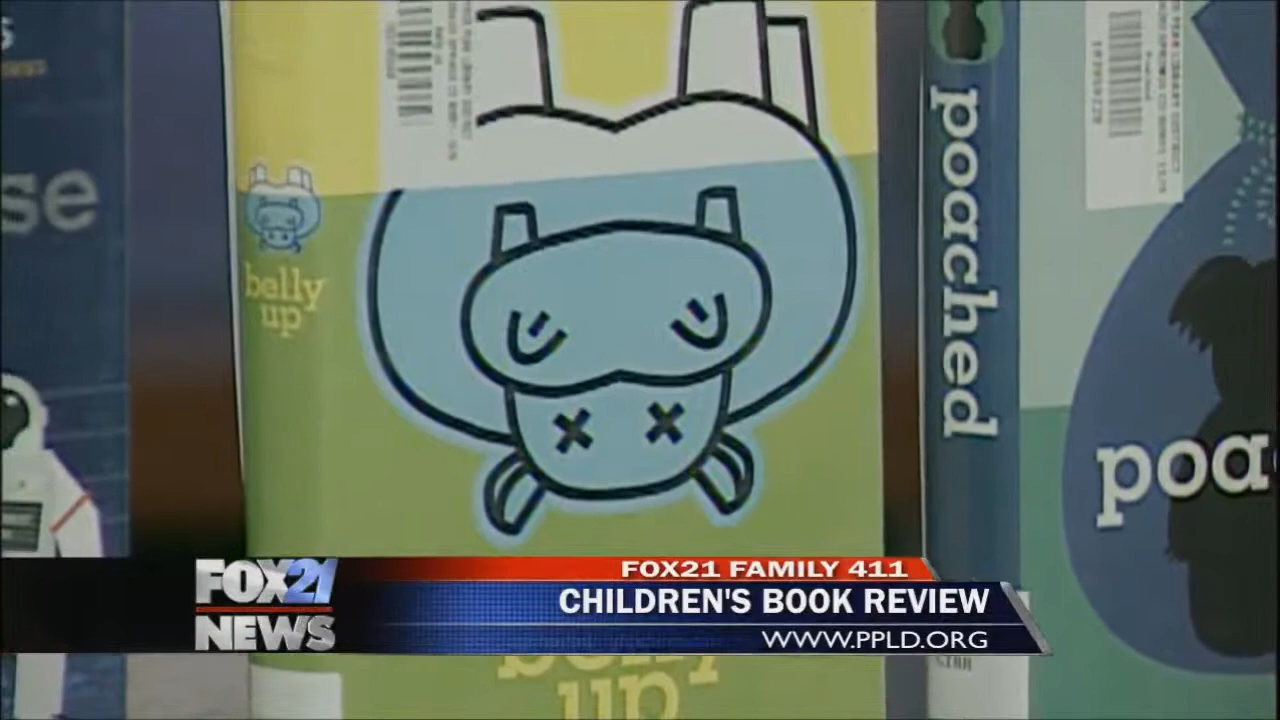 se
belly
up
poached
poa
FOX21
NEWS
FOX21 FAMILY 411
CHILDREN'S BOOK REVIEW
WWW.PPLD.ORG
belly
up